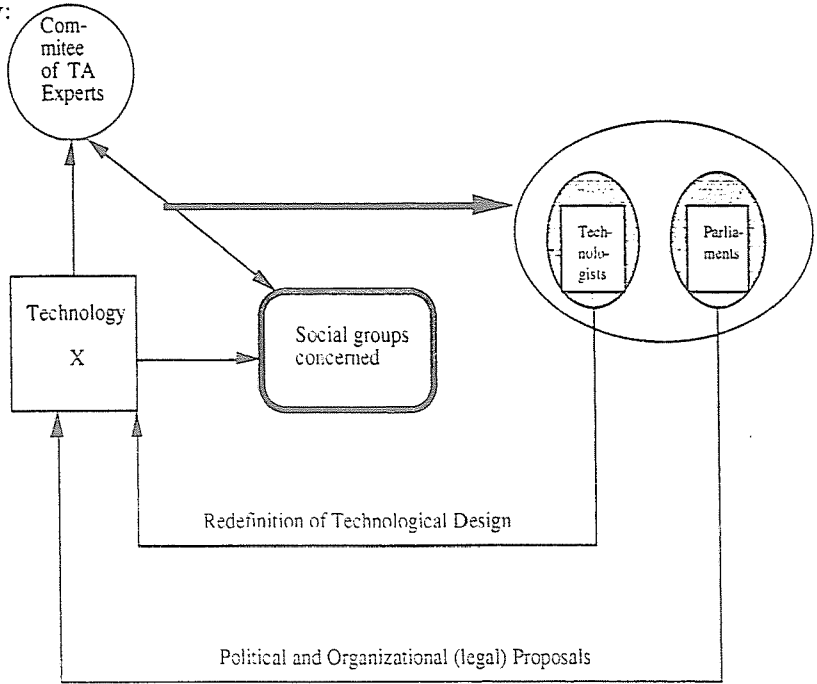 Com-
mitee
of TA
Experts
Tech-
nolo-
gists
Parlia-
ments
Technology
X
Social groups
concerned
Redefinition of Technological Design
Political and Organizational (legal) Proposals